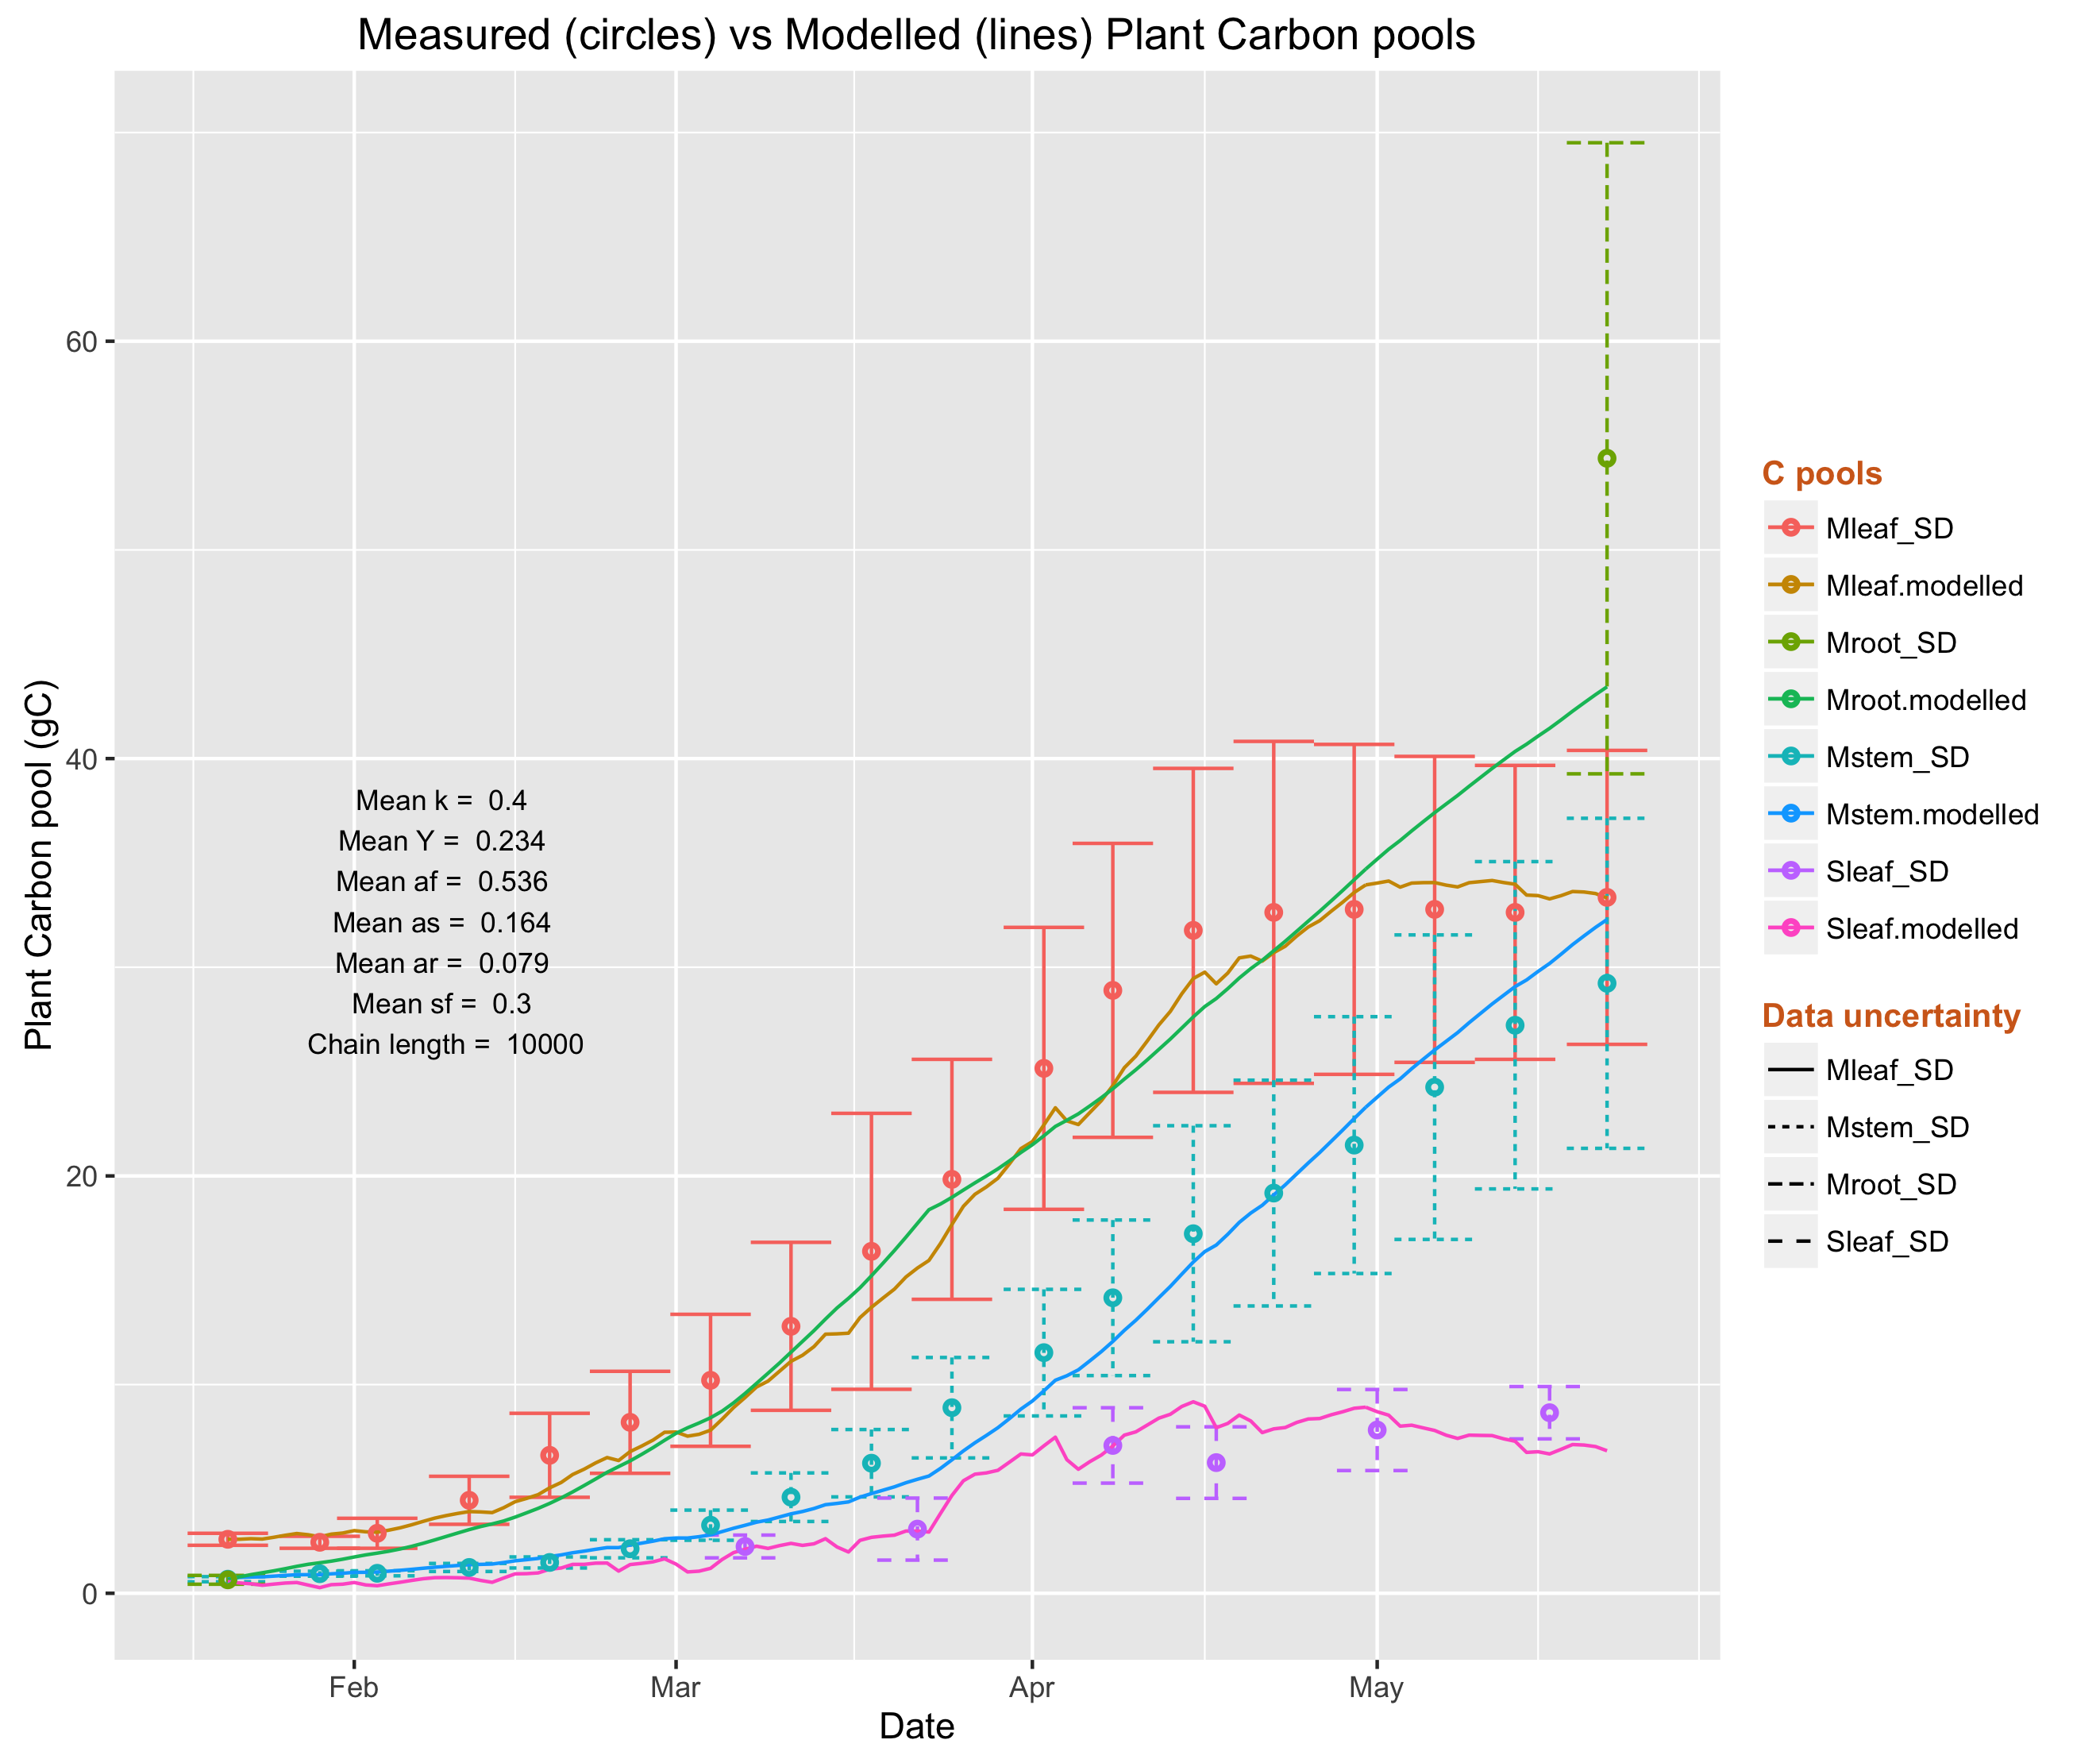 Measured (circles) vs Modelled (lines) Plant Carbon pools
Plant Carbon pool (gC)
60
40
20
0
Mean k = 0.4
Mean Y = 0.234
Mean af = 0.536
Mean as = 0.164
Mean ar = 0.079
Mean sf = 0.3
Chain length = 10000
Feb Mar Apr May
Date
C pools
Mleaf_SD
Mleaf.modelled
Mroot_SD
Mroot.modelled
Mstem_SD
Mstem.modelled
Sleaf_SD
Sleaf.modelled
Data uncertainty
Mleaf_SD
Mstem_SD
Mroot_SD
Sleaf_SD